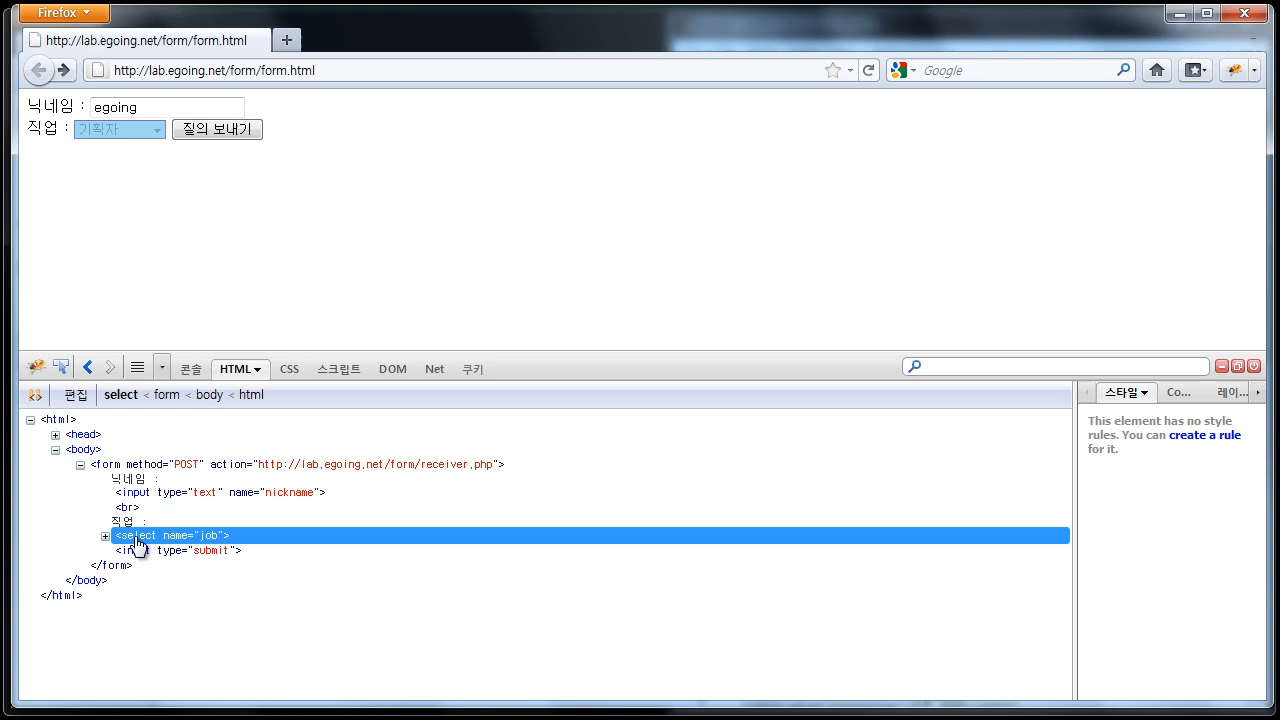 Firefox
http://lab.egoing.net/form/form.html
http://lab.egoing.net/form/form.html
Google
닉네임 : egoing
직업 : 기획자 질의 보내기
콘솔 HTML CSS 스크립트 DOM Net 쿠키
편집 select < form < body < html
스타일 Co... 레이...
<html>
<head>
<body>
<form method="POST" action="http://lab.egoing.net/form/receiver.php">
닉네임 :
<input type="text" name="nickname">
<br>
직업 :
<select name="job">
<input type="submit">
</form>
</body>
</html>
This element has no style
rules. You can create a rule
for it.